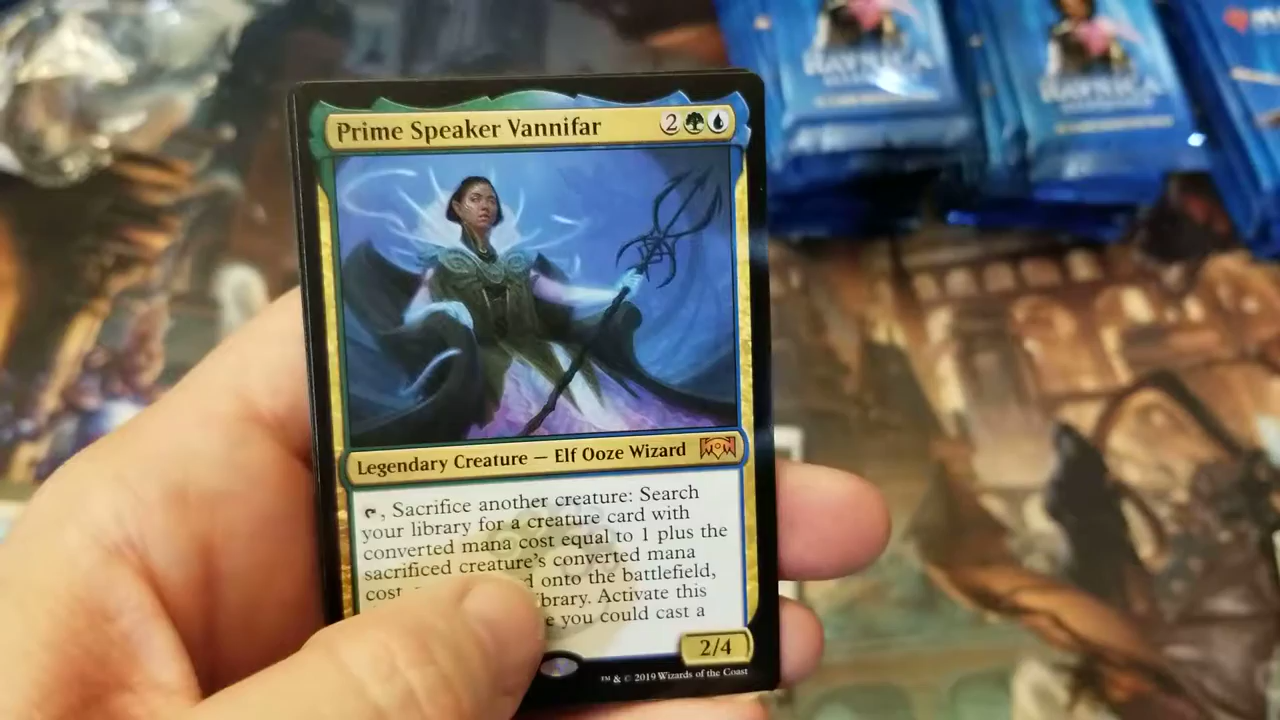 Prime Speaker Vannifar 2
Legendary Creature — Elf Ooze Wizard
, Sacrifice another creature: Search
your library for a creature card with
converted mana cost equal to 1 plus the
sacrificed creature's converted mana
cost, onto the battlefield,
Activate this
you could cast a
2/4
™ & © 2019 Wizards of the Coast
RAVNICA
RAVNICA